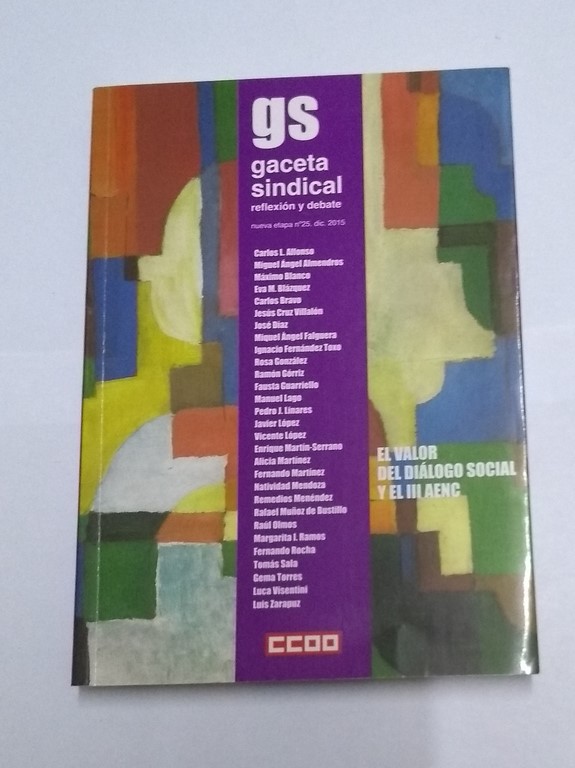 gs
gaceta
sindical
reflexión y debate
nueva etapa nº25. dic. 2015
Carlos L. Alfonso
Miguel Ángel Almendros
Máximo Blanco
Eva M. Blázquez
Carlos Bravo
Jesús Cruz Villalón
José Díaz
Miquel Àngel Falguera
Ignacio Fernández Toxo
Rosa González
Ramón Górriz
Fausta Guarriello
Manuel Lago
Pedro J. Linares
Javier López
Vicente López
Enrique Martín-Serrano
Alicia Martínez
Fernando Martínez
Natividad Mendoza
Remedios Menéndez
Rafael Muñoz de Bustillo
Raúl Olmos
Margarita I. Ramos
Fernando Rocha
Tomás Sala
Gema Torres
Luca Visentini
Luis Zarapuz
CCOO
EL VALOR
DEL DIÁLOGO SOCIAL
Y EL III AENC